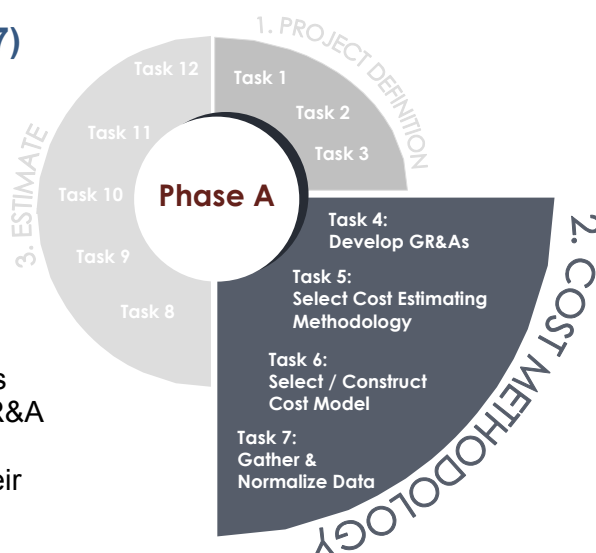 7)
1. PROJECT DEFINITION
Task 12
Task 1
Task 2
Task 11
Task 3
3. ESTIMATE
Task 10
Phase A
Task 4:
Develop GR&As
Task 9
Task 5:
Select Cost Estimating
Methodology
Task 8
Task 6:
Select / Construct
Cost Model
Task 7:
Gather &
Normalize Data
2. COST METHODOLOGY
s
R&A
eir